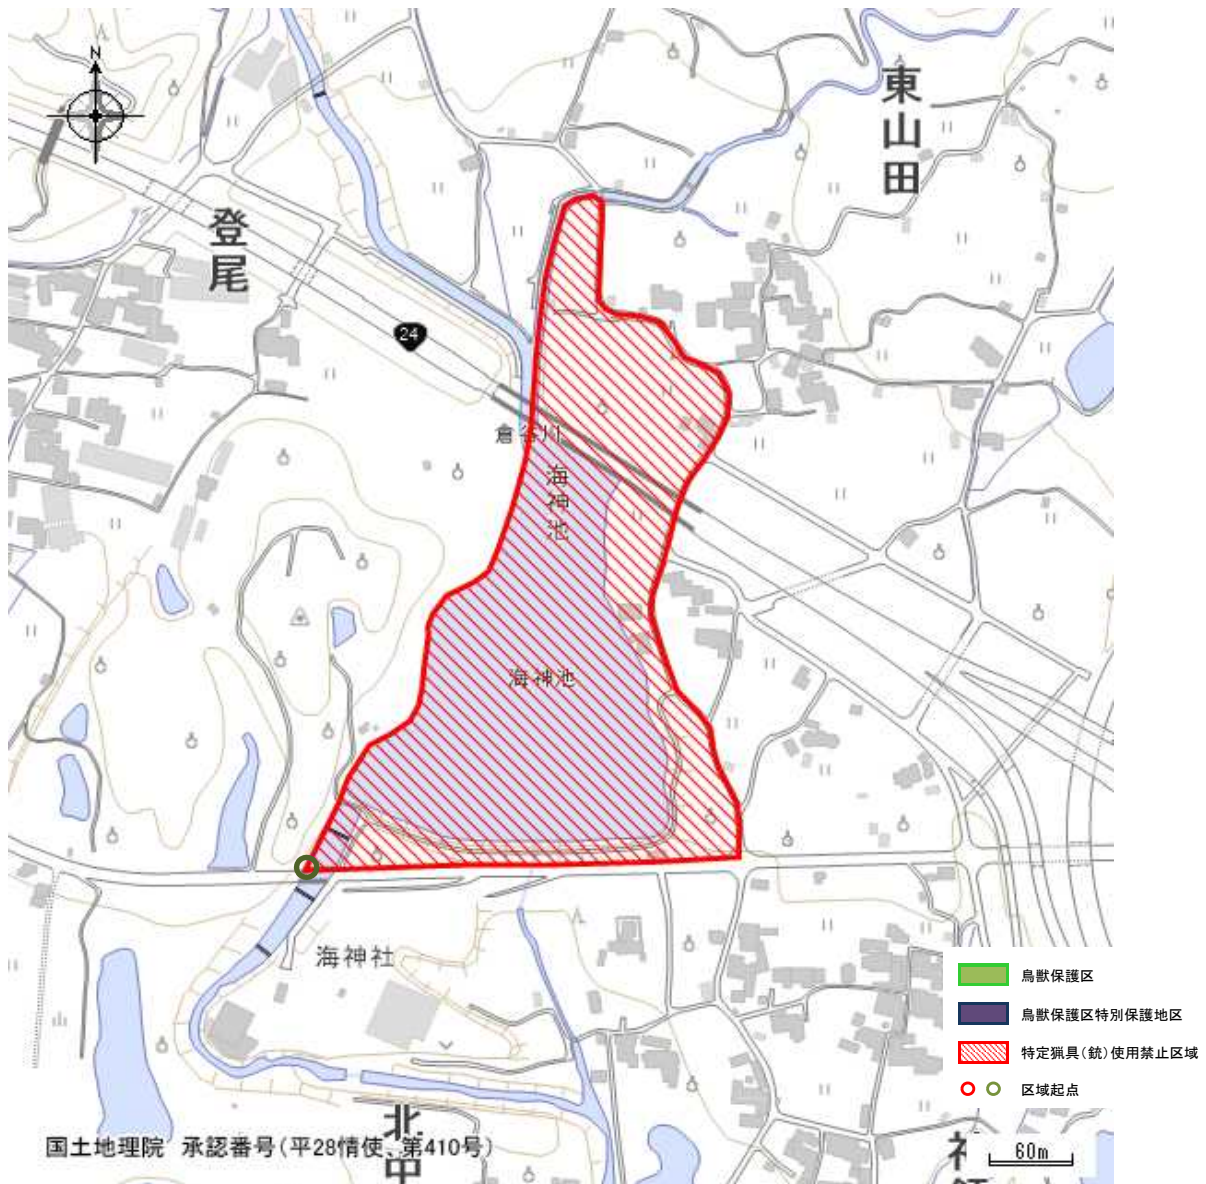 N
東山田
登尾
24
倉谷川
海神池
海神池
海神社
鳥獣保護区
鳥獣保護区特別保護地区
特定猟具(銃)使用禁止区域
区域起点
北中
国土地理院 承認番号(平28情使、第410号)
60m